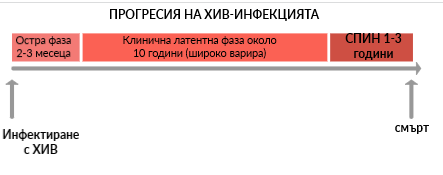 ПРОГРЕСИЯ НА ХИВ-ИНФЕКЦИЯТА
Остра фаза
2-3 месеца
Клинична латентна фаза около
10 години (широко варира)
СПИН 1-3
години
Инфектиране
с ХИВ
смърт